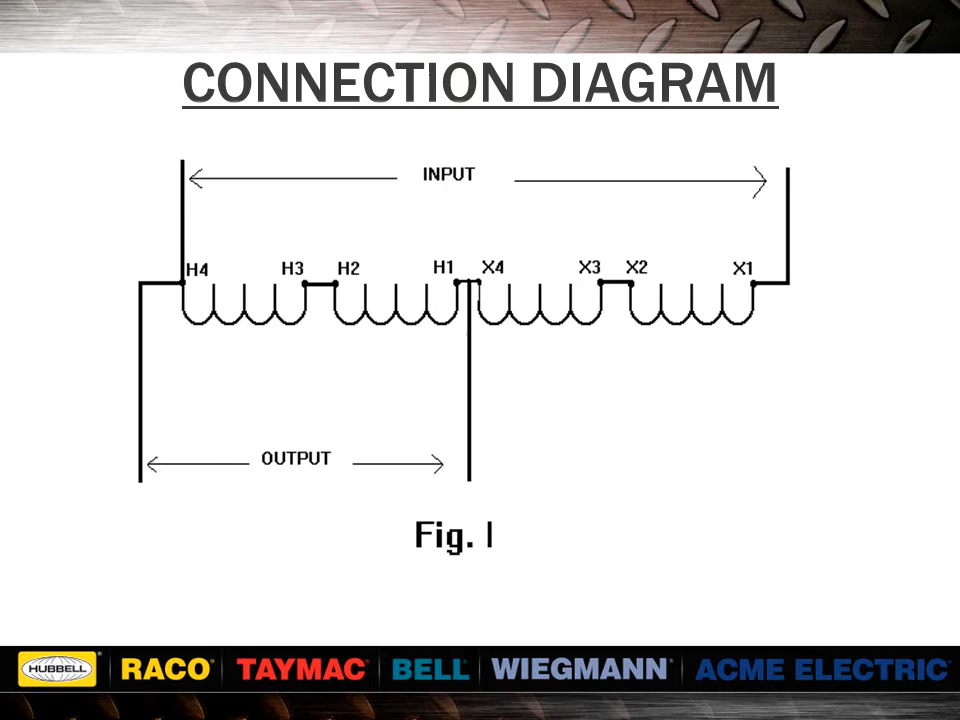 CONNECTION DIAGRAM
INPUT
H4 H3 H2 H1 X4 X3 X2 X1
OUTPUT
Fig. I
HUBBELL® RACO® TAYMAC® BELL® WIEGMANN® ACME ELECTRIC®